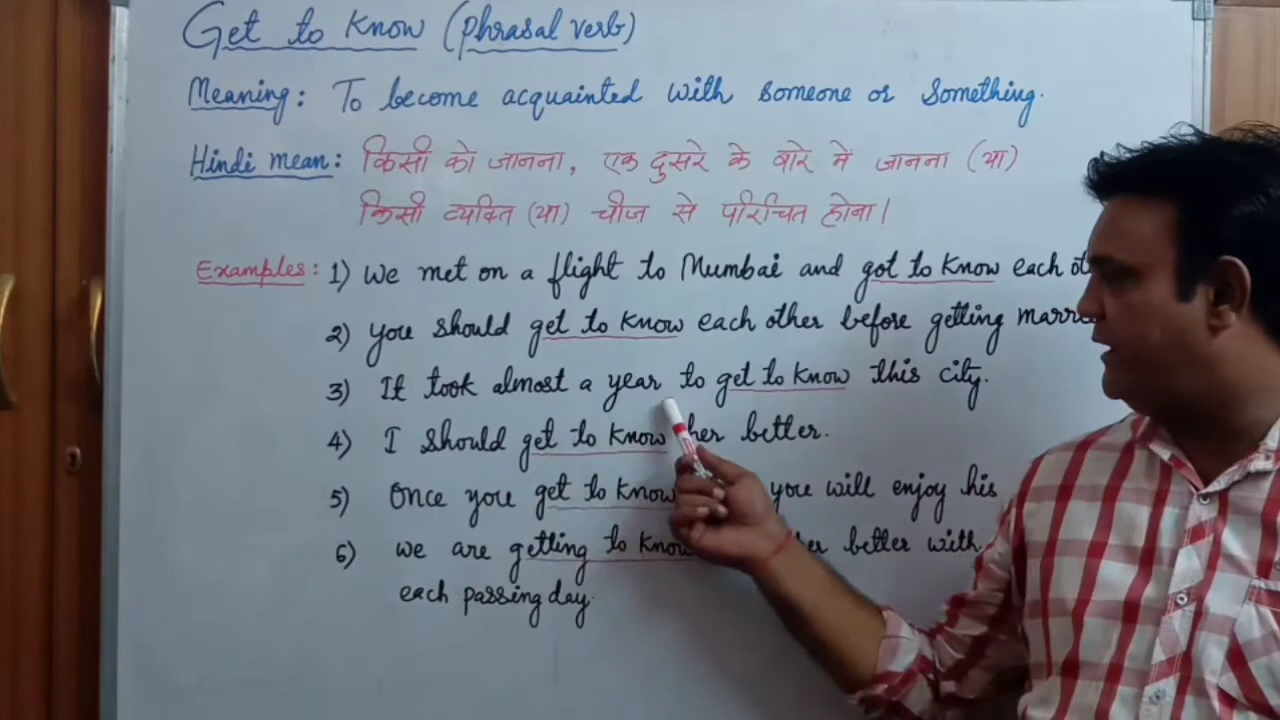 Get to Know (Phrasal verb)
Meaning: To become acquainted with someone or something.
Hindi mean: किसी को जानना, एक दुसरे के बारे में जानना (या)
किसी व्यक्ति (या) चीज से परिचित होना।
Examples: 1) We met on a flight to Mumbai and got to know each
2) you should get to know each other before getting
3) It took almost a year to get to know this city.
4) I should get to know her better.
5) Once you get to know you will enjoy his
6) we are getting to know better with
each passing day.